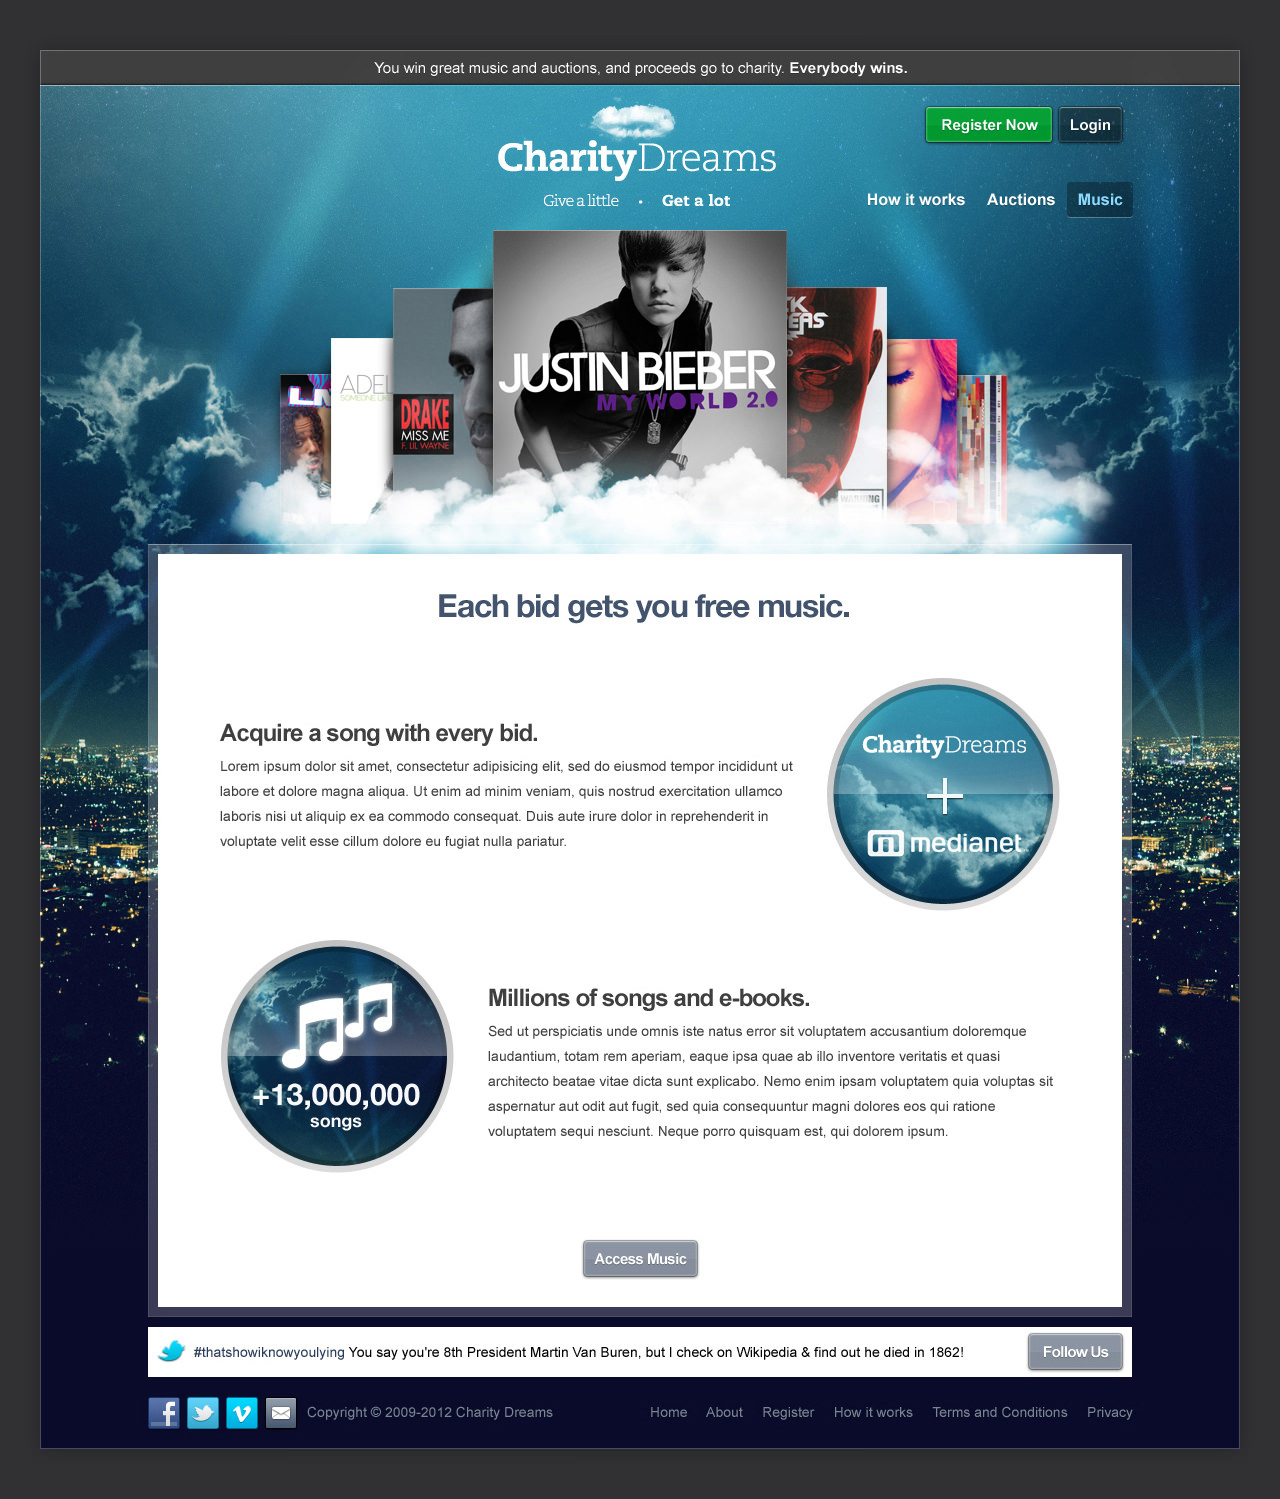 You win great music and auctions, and proceeds go to charity. Everybody wins.
Register Now
Login
CharityDreams
Give a little • Get a lot
How it works
Auctions
Music
ADEL
SOMEONE LIK
DRAKE
MISS ME
F. LIL WAYNE
JUSTIN BIEBER
MY WORLD 2.0
WARNING
Each bid gets you free music.
Acquire a song with every bid.
Lorem ipsum dolor sit amet, consectetur adipisicing elit, sed do eiusmod tempor incididunt ut
labore et dolore magna aliqua. Ut enim ad minim veniam, quis nostrud exercitation ullamco
laboris nisi ut aliquip ex ea commodo consequat. Duis aute irure dolor in reprehenderit in
voluptate velit esse cillum dolore eu fugiat nulla pariatur.
CharityDreams
+
medianet
+13,000,000
songs
Millions of songs and e-books.
Sed ut perspiciatis unde omnis iste natus error sit voluptatem accusantium doloremque
laudantium, totam rem aperiam, eaque ipsa quae ab illo inventore veritatis et quasi
architecto beatae vitae dicta sunt explicabo. Nemo enim ipsam voluptatem quia voluptas sit
aspernatur aut odit aut fugit, sed quia consequuntur magni dolores eos qui ratione
voluptatem sequi nesciunt. Neque porro quisquam est, qui dolorem ipsum.
Access Music
#thatshowiknowyoulying You say you're 8th President Martin Van Buren, but I check on Wikipedia & find out he died in 1862!
Follow Us
Copyright © 2009-2012 Charity Dreams
Home
About
Register
How it works
Terms and Conditions
Privacy